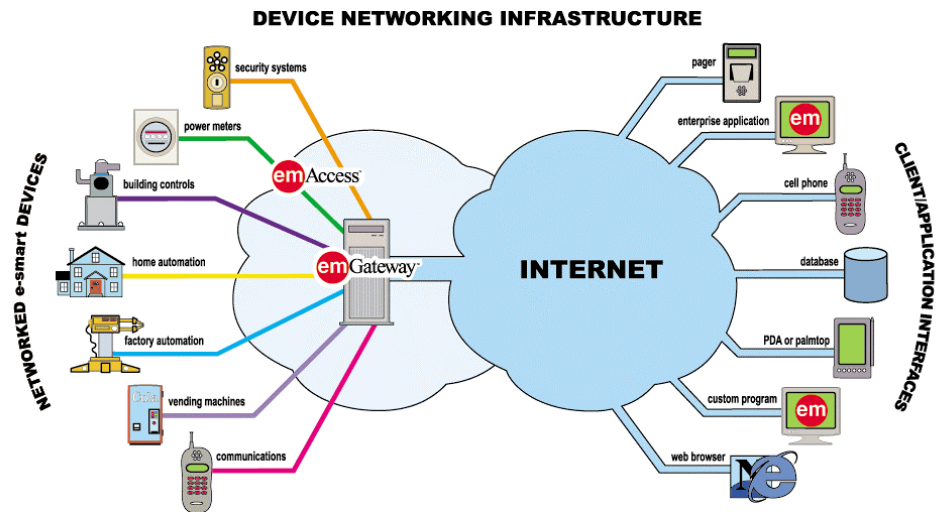 DEVICE NETWORKING INFRASTRUCTURE
security systems
power meters
building controls
home automation
factory automation
vending machines
communications
NETWORKED e-smart DEVICES
emAccess
emGateway
INTERNET
pager
enterprise application
em
cell phone
database
PDA or palmtop
custom program
em
web browser
N
e
CLIENT/APPLICATION INTERFACES